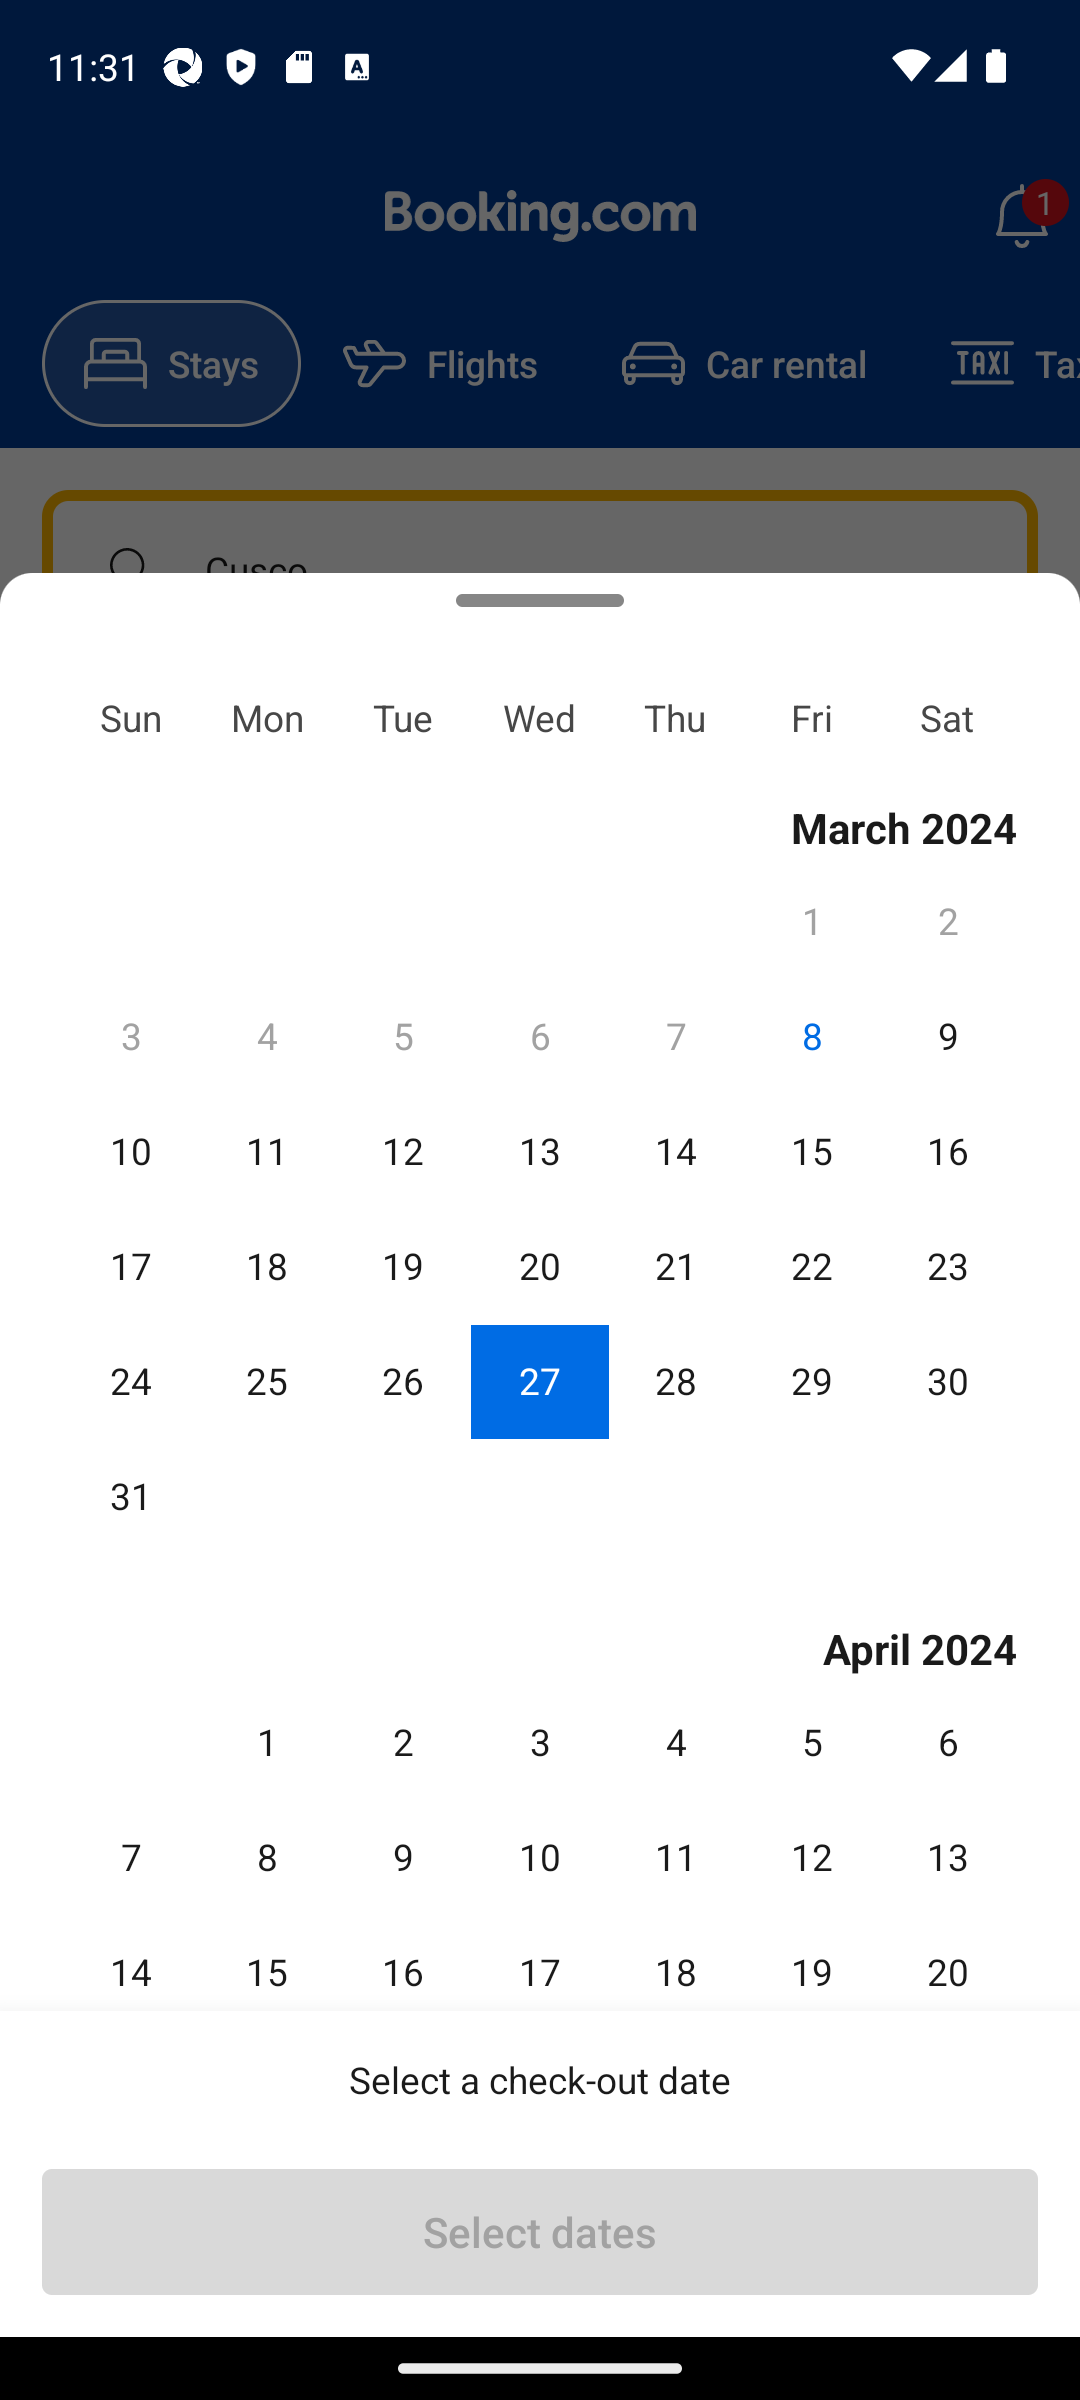 11:31
Booking.com
1
Stays Flights Car rental Tax
Cusco
Sun Mon Tue Wed Thu Fri Sat
March 2024
1 2
3 4 5 6 7 8 9
10 11 12 13 14 15 16
17 18 19 20 21 22 23
24 25 26 27 28 29 30
31
April 2024
1 2 3 4 5 6
7 8 9 10 11 12 13
14 15 16 17 18 19 20
Select a check-out date
Select dates